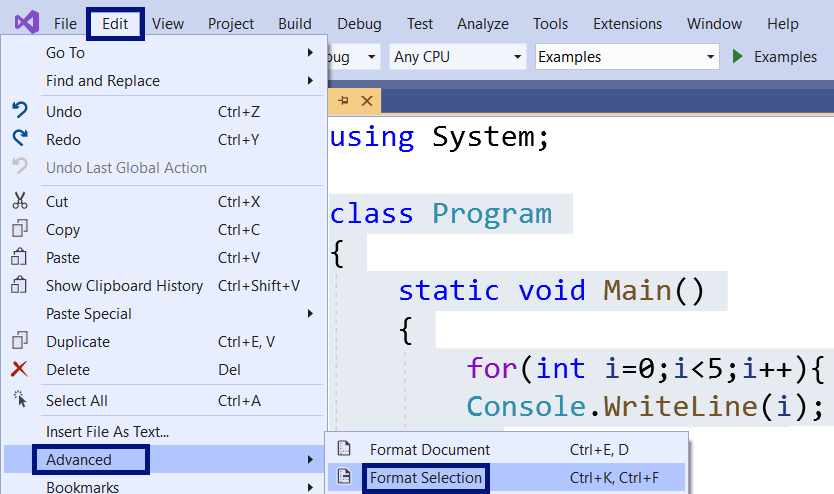 File Edit View Project Build Debug Test Analyze Tools Extensions Window Help
Go To
Any CPU Examples Examples
Find and Replace
Undo Ctrl+Z
Redo Ctrl+Y
Undo Last Global Action
Cut Ctrl+X
Copy Ctrl+C
Paste Ctrl+V
Show Clipboard History Ctrl+Shift+V
Paste Special
Duplicate Ctrl+E, V
Delete Del
Select All Ctrl+A
Insert File As Text...
Advanced
Bookmarks
using System;
class Program
{
static void Main()
{
for(int i=0;i<5;i++){
Console.WriteLine(i);
Format Document Ctrl+E, D
Format Selection Ctrl+K, Ctrl+F